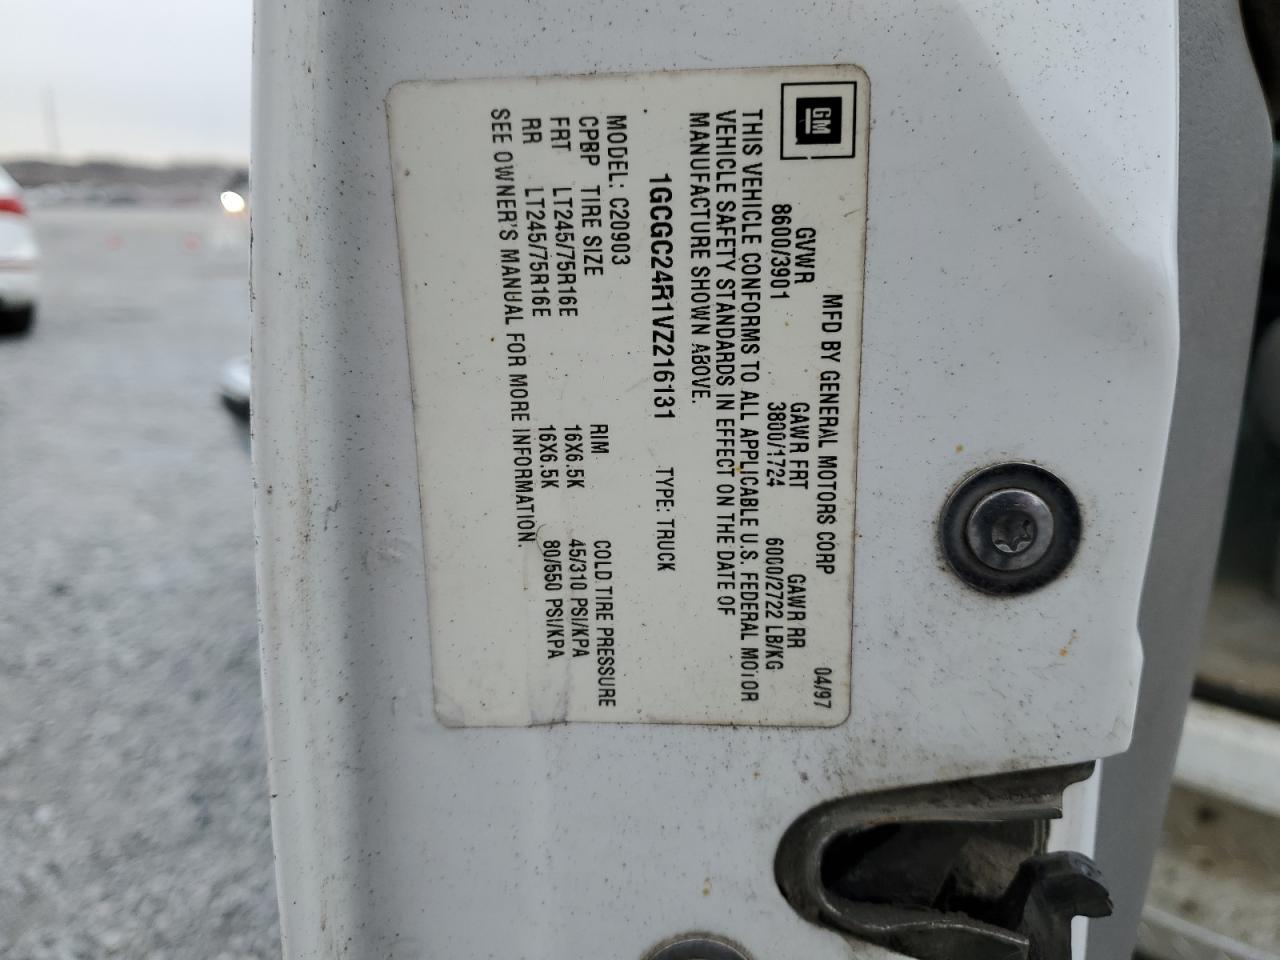 GM
MFD BY GENERAL MOTORS CORP 04/97
GVWR GAWR FRT GAWR RR
8600/3901 3800/1724 6000/2722 LB/KG
THIS VEHICLE CONFORMS TO ALL APPLICABLE U.S. FEDERAL MOTOR
VEHICLE SAFETY STANDARDS IN EFFECT ON THE DATE OF
MANUFACTURE SHOWN ABOVE.
1GCGC24R1VZ216131 TYPE: TRUCK
MODEL: C20903
CPBP TIRE SIZE RIM COLD TIRE PRESSURE
FRT LT245/75R16E 16X6.5K 45/310 PSI/KPA
RR LT245/75R16E 16X6.5K 80/550 PSI/KPA
SEE OWNER'S MANUAL FOR MORE INFORMATION.